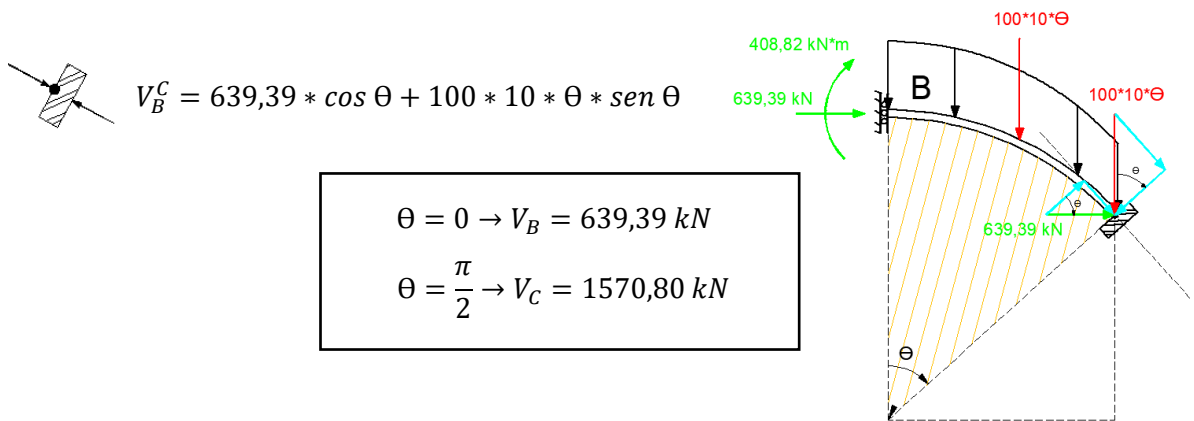 V_B^C = 639,39 * cos Θ + 100 * 10 * Θ * sen Θ
Θ = 0 → V_B = 639,39 kN
Θ = π/2 → V_C = 1570,80 kN
100*10*Θ
408,82 kN*m
B
639,39 kN
100*10*Θ
Θ
Θ
639,39 kN
Θ